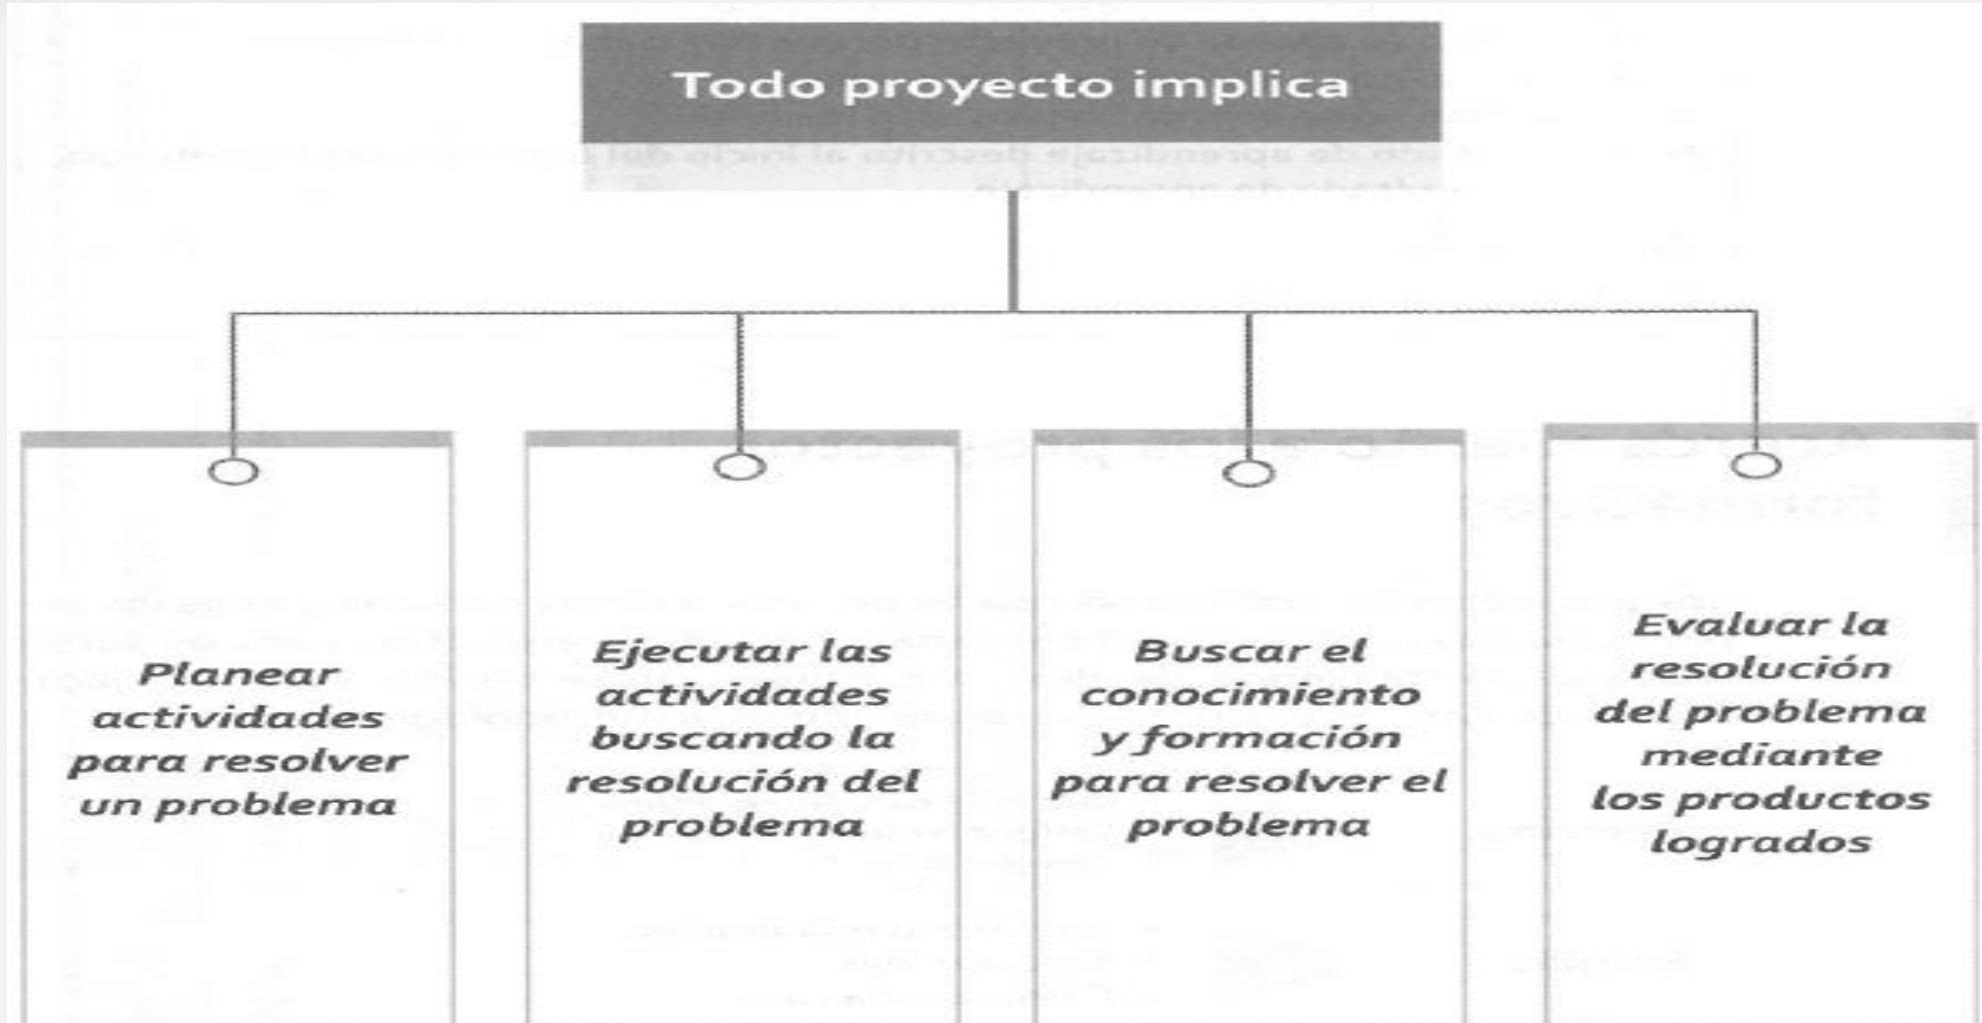 Todo proyecto implica
Planear
actividades
para resolver
un problema
Ejecutar las
actividades
buscando la
resolución del
problema
Buscar el
conocimiento
y formación
para resolver el
problema
Evaluar la
resolución
del problema
mediante
los productos
logrados